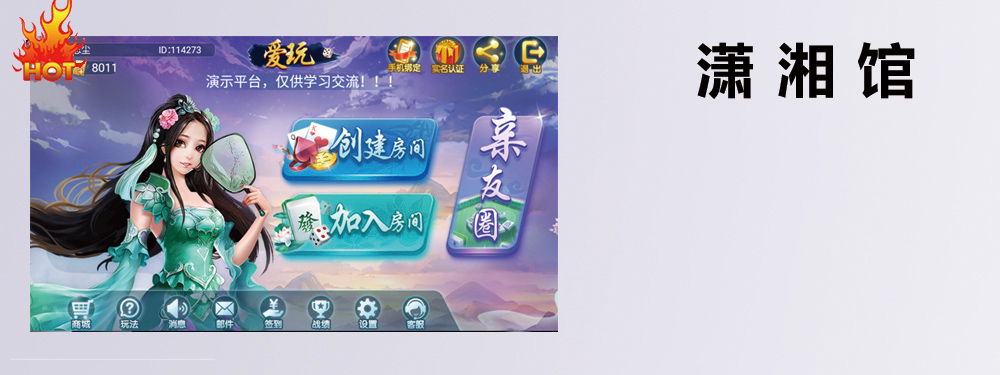 HOT
ID:114273
爱玩
8011
手机绑定
实名认证
分享
退出
演示平台，仅供学习交流！！！
潇湘馆
创建房间
加入房间
亲友圈
商城
玩法
消息
邮件
签到
战绩
设置
客服